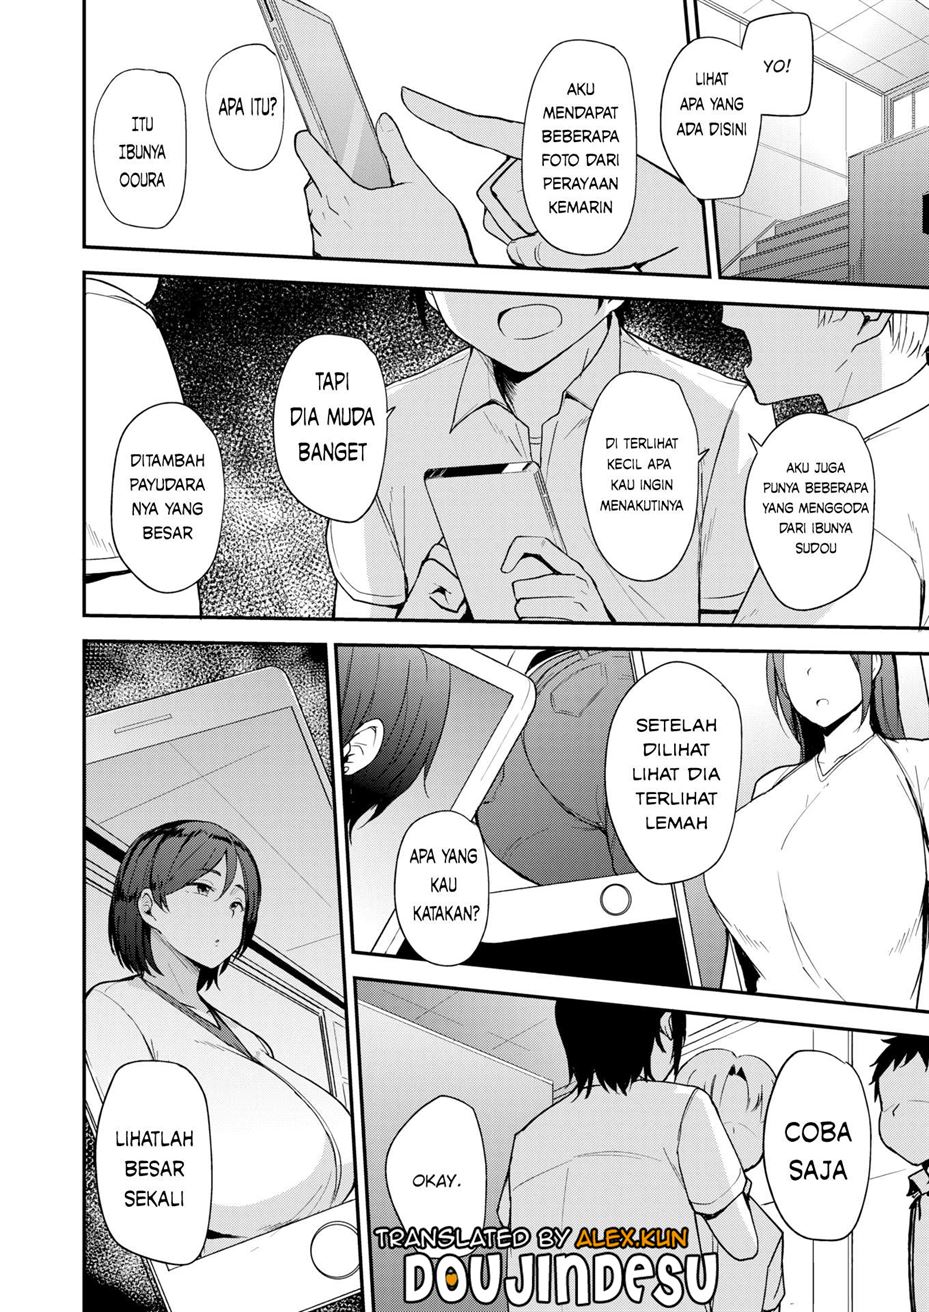 YO!
LIHAT
APA YANG
ADA DISINI
AKU
MENDAPAT
BEBERAPA
FOTO DARI
PERAYAAN
KEMARIN
APA ITU?
ITU
IBUNYA
OOURA
AKU JUGA
PUNYA BEBERAPA
YANG MENGGODA
DARI IBUNYA
SUDOU
DI TERLIHAT
KECIL APA
KAU INGIN
MENAKUTINYA
TAPI
DIA MUDA
BANGET
DITAMBAH
PAYUDARA
NYA YANG
BESAR
SETELAH
DILIHAT
LIHAT DIA
TERLIHAT
LEMAH
APA YANG
KAU
KATAKAN?
LIHATLAH
BESAR
SEKALI
COBA
SAJA
OKAY.
TRANSLATED BY ALEX.KUN
DOUJINDESU